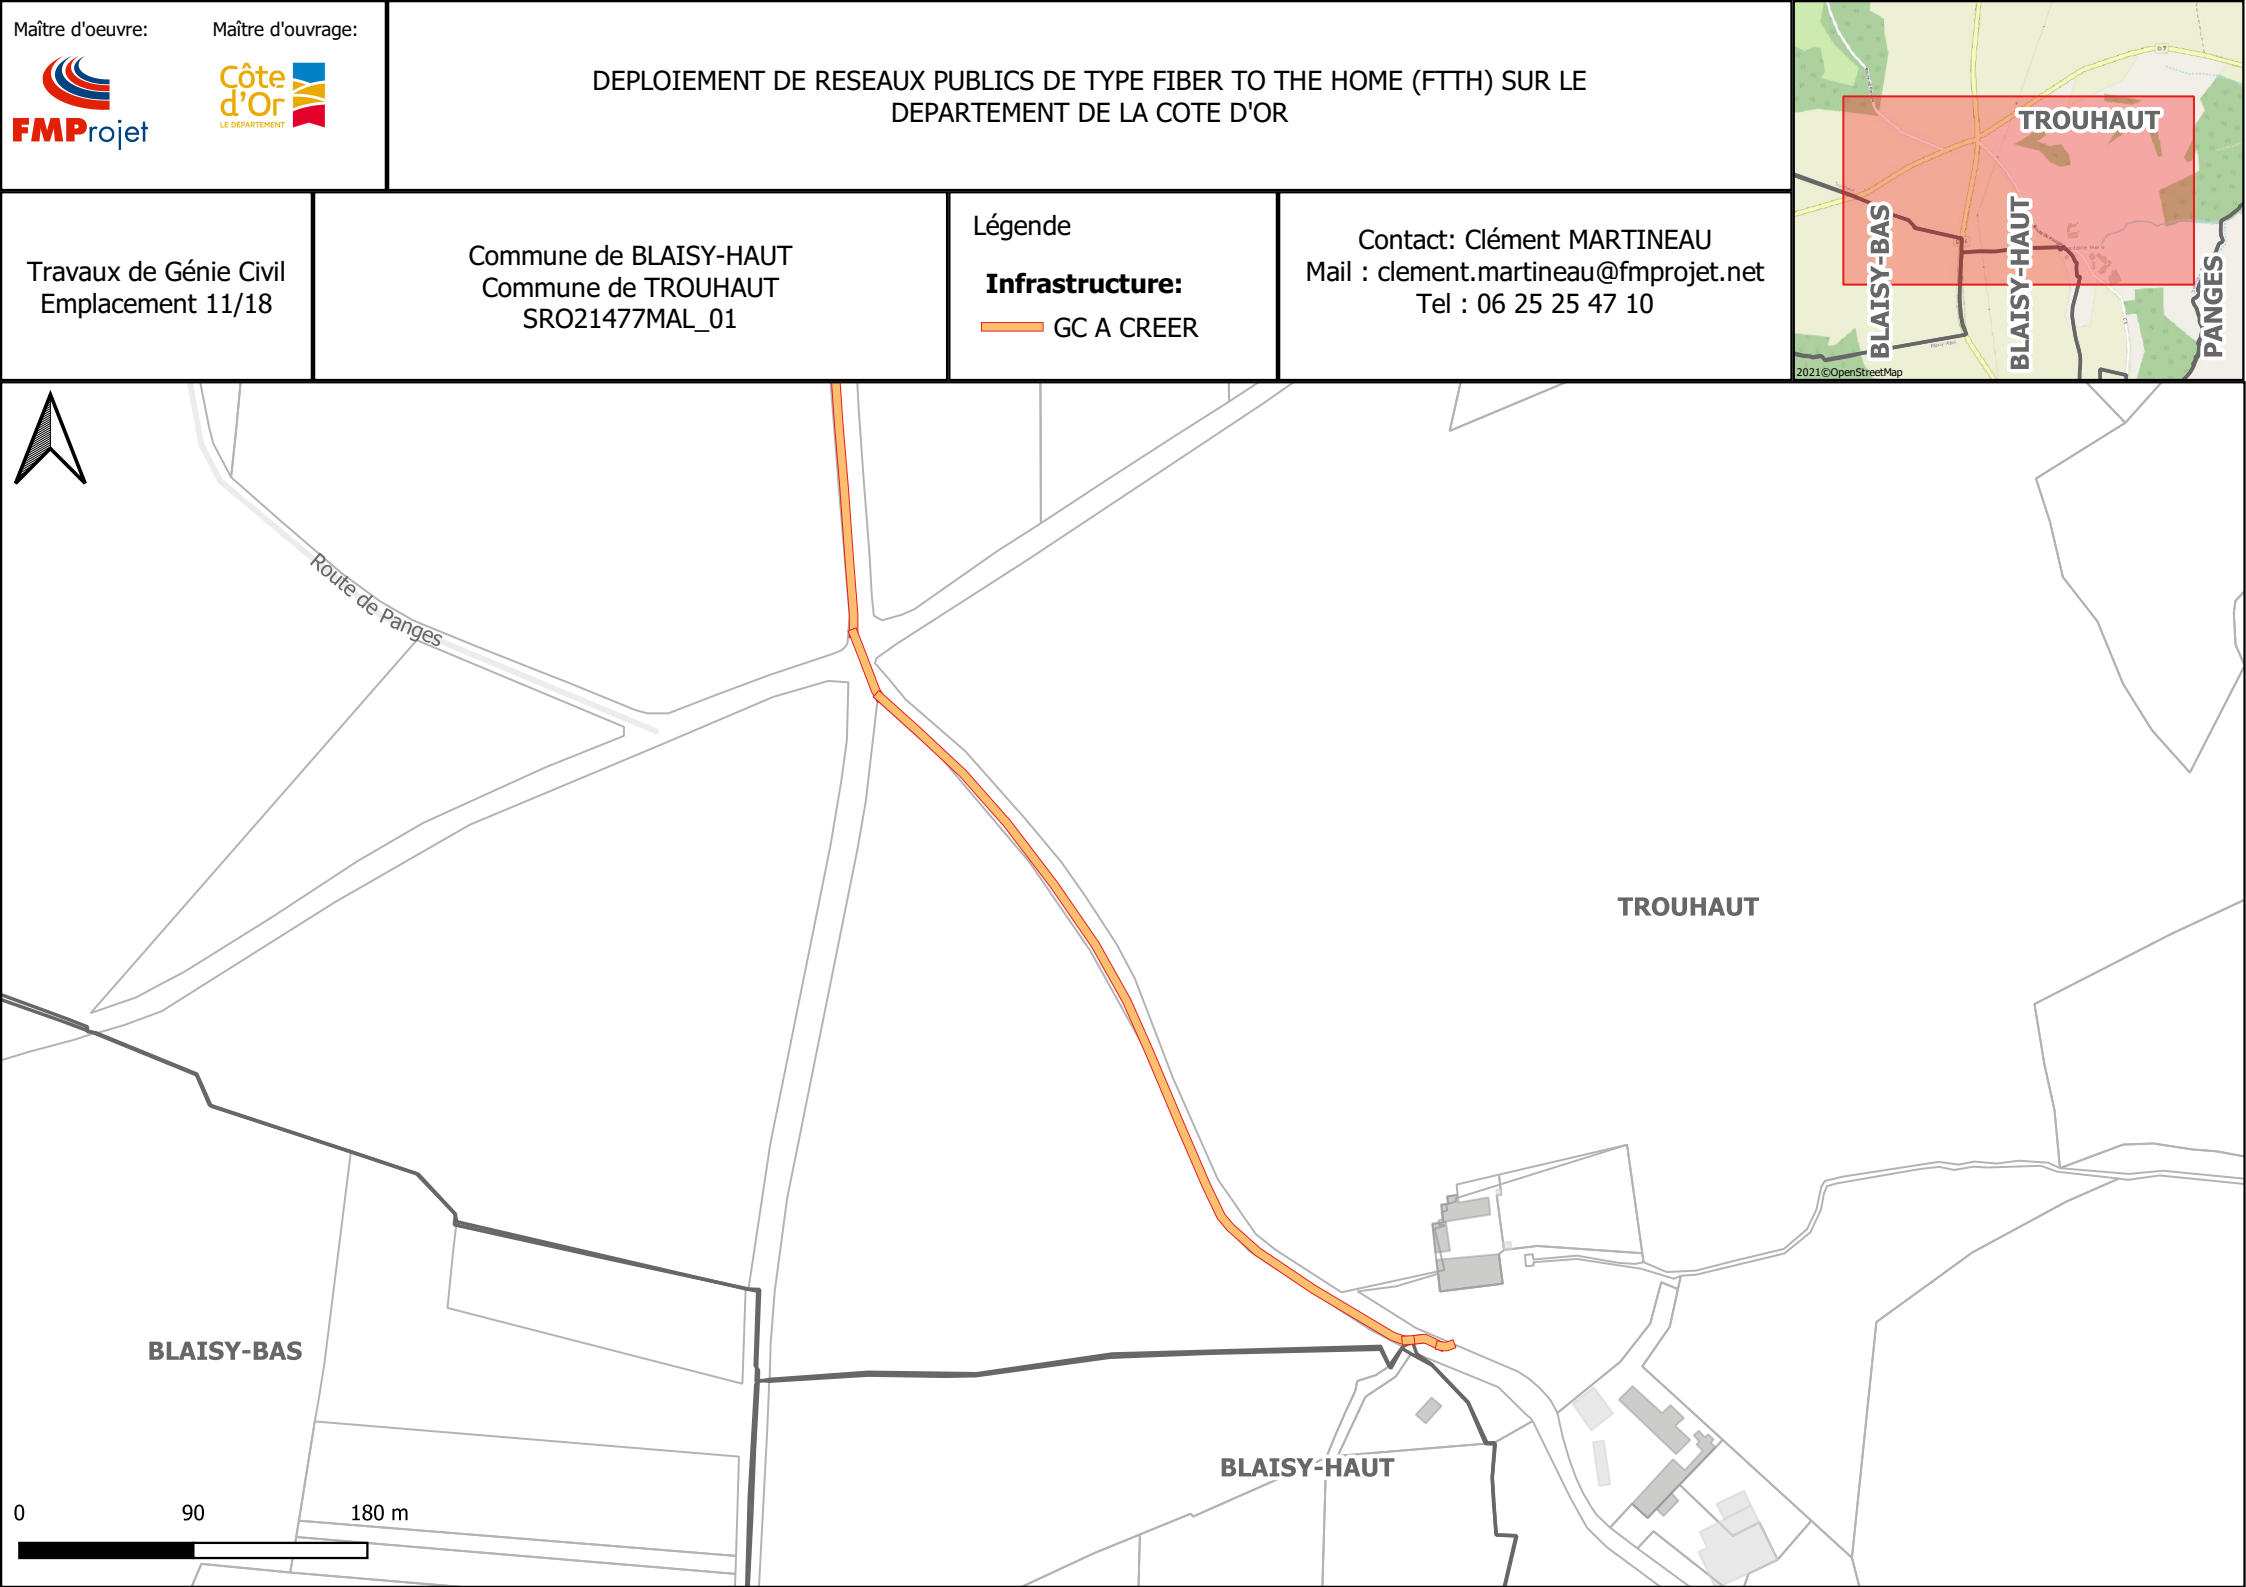 Maître d'oeuvre:
Maître d'ouvrage:
FMProjet
Côte
d'Or
LE DÉPARTEMENT
DEPLOIEMENT DE RESEAUX PUBLICS DE TYPE FIBER TO THE HOME (FTTH) SUR LE
DEPARTEMENT DE LA COTE D'OR
Travaux de Génie Civil
Emplacement 11/18
Commune de BLAISY-HAUT
Commune de TROUHAUT
SRO21477MAL_01
Légende
Infrastructure:
GC A CREER
Contact: Clément MARTINEAU
Mail : clement.martineau@fmprojet.net
Tel : 06 25 25 47 10
D 7
TROUHAUT
BLAISY-BAS
BLAISY-HAUT
PANGES
2021©OpenStreetMap
Route de Panges
TROUHAUT
BLAISY-BAS
BLAISY-HAUT
0 90 180 m